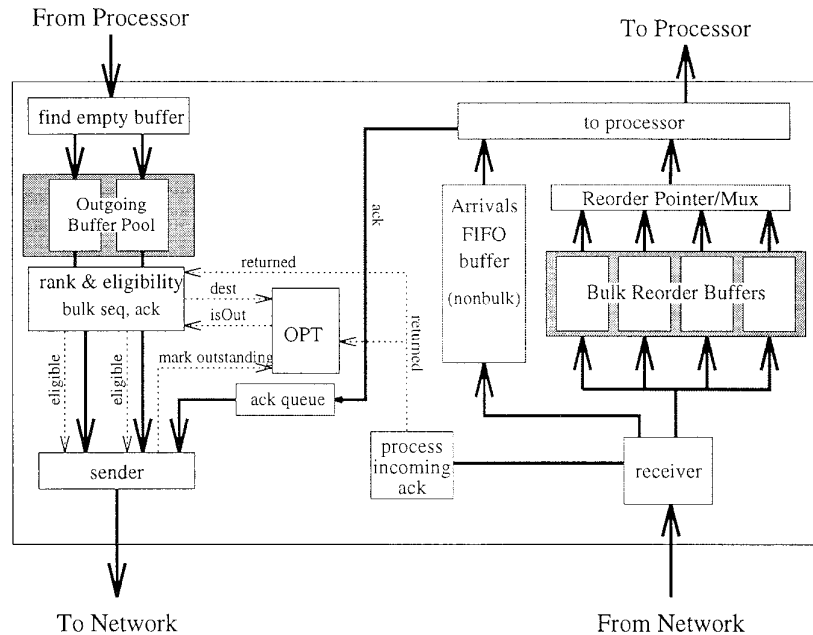 From Processor
To Processor
find empty buffer
to processor
Outgoing
Buffer Pool
ack
Arrivals
FIFO
buffer
(nonbulk)
Reorder Pointer/Mux
Bulk Reorder Buffers
rank & eligibility
bulk seq, ack
returned
dest
isOut
OPT
returned
mark outstanding
eligible
eligible
ack queue
process
incoming
ack
receiver
sender
To Network
From Network